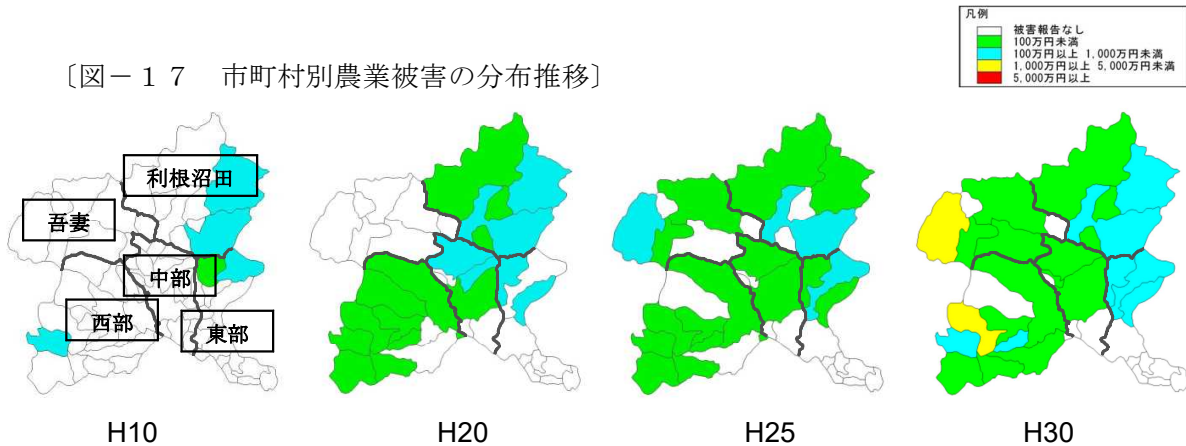 凡例
被害報告なし
100万円未満
100万円以上 1,000万円未満
1,000万円以上 5,000万円未満
5,000万円以上
〔図－１７　市町村別農業被害の分布推移〕
利根沼田
吾妻
中部
西部
東部
H10
H20
H25
H30